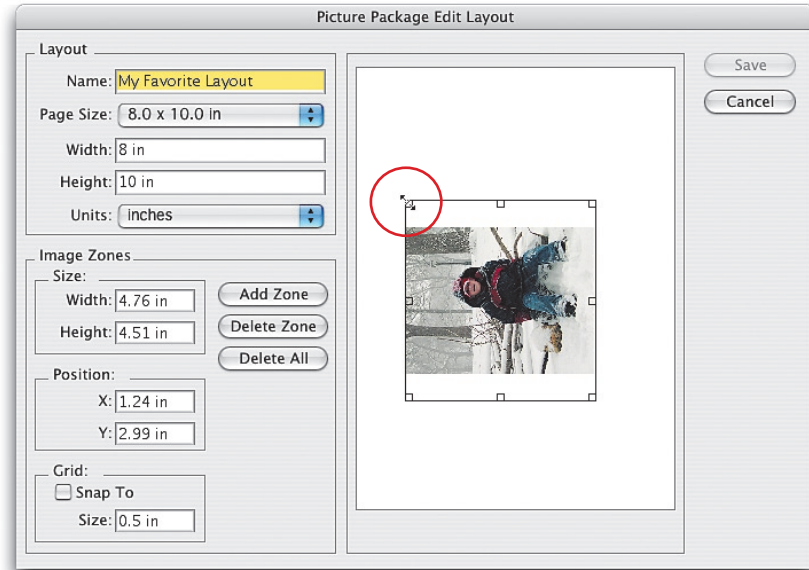 Picture Package Edit Layout
Layout
Name: My Favorite Layout
Page Size: 8.0 x 10.0 in
Width: 8 in
Height: 10 in
Units: inches
Image Zones
Size:
Width: 4.76 in
Height: 4.51 in
Add Zone
Delete Zone
Delete All
Position:
X: 1.24 in
Y: 2.99 in
Grid:
Snap To
Size: 0.5 in
Save
Cancel